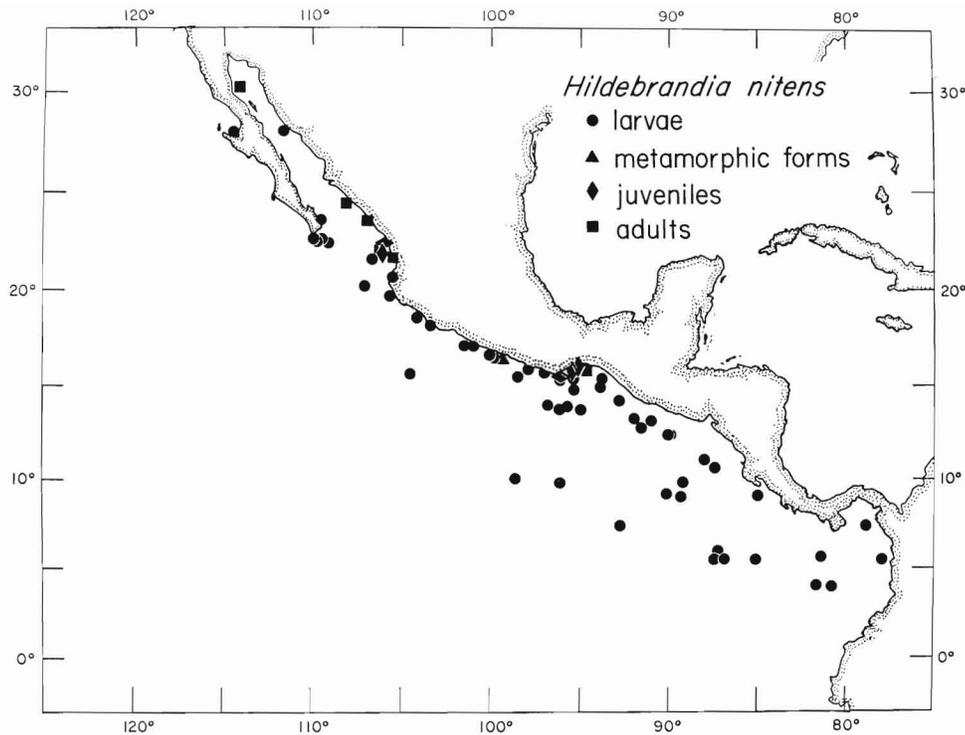 120° 110° 100° 90° 80°
Hildebrandia nitens
larvae
metamorphic forms
juveniles
adults
30° 30°
20° 20°
10° 10°
0° 0°
120° 110° 100° 90° 80°